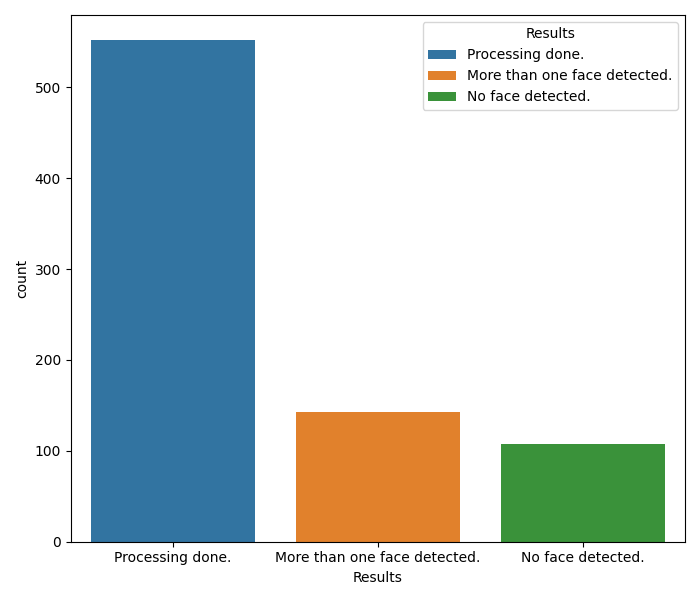 Results
Processing done.
More than one face detected.
No face detected.
500
400
300
200
100
0
count
Processing done.
More than one face detected.
No face detected.
Results